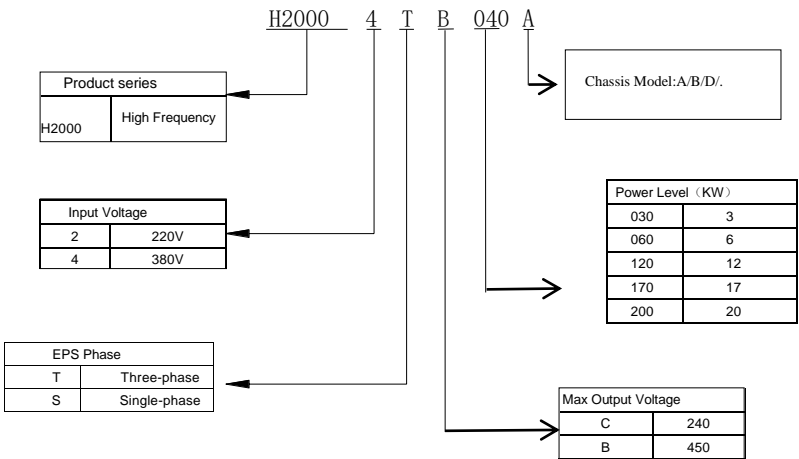 H2000 4 T B 040 A
Product series
H2000 High Frequency
Chassis Model:A/B/D/.
Input Voltage
2 220V
4 380V
Power Level（KW）
030 3
060 6
120 12
170 17
200 20
EPS Phase
T Three-phase
S Single-phase
Max Output Voltage
C 240
B 450